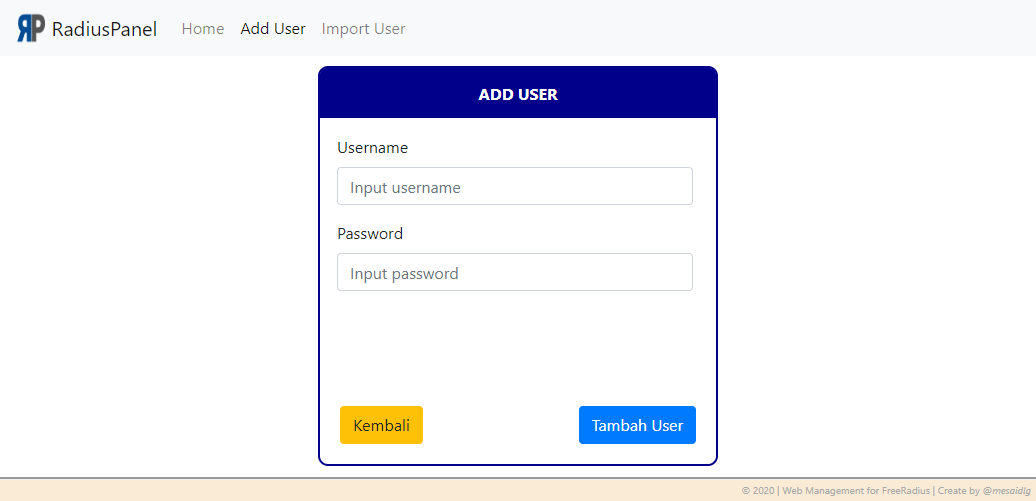 RP RadiusPanel Home Add User Import User
ADD USER
Username
Input username
Password
Input password
Kembali Tambah User
© 2020 | Web Management for FreeRadius | Create by @mesaidlg